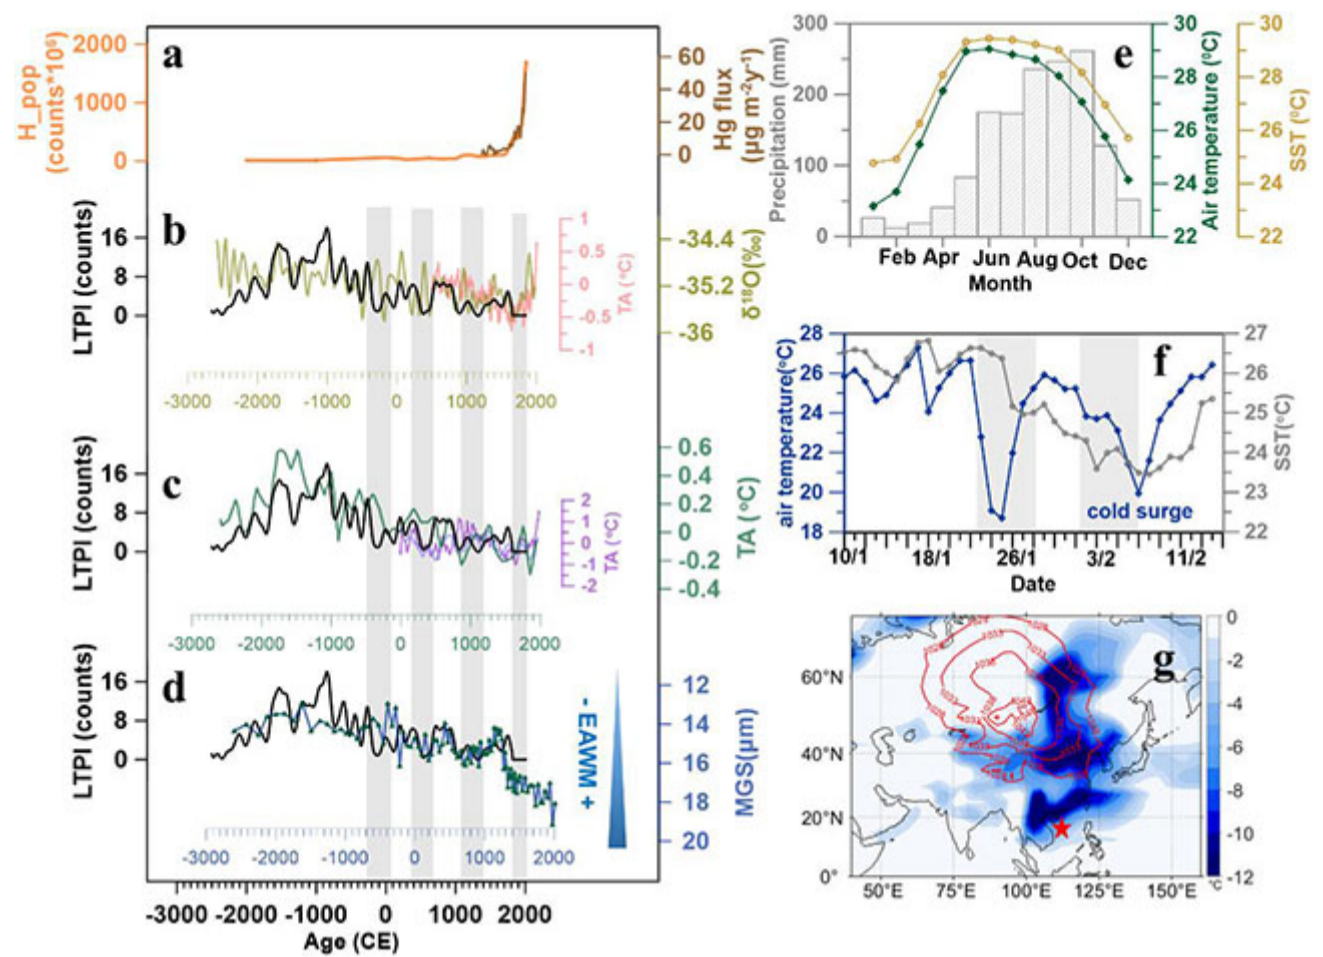 a
2000
1000
0
H_pop
(counts*10⁶)
60
40
20
0
Hg flux
(µg m⁻²y⁻¹)
b
16
8
0
LTPI (counts)
1
0.5
0
-0.5
-1
TA (°C)
-34.4
-35.2
-36
δ¹⁸O(‰)
-3000 -2000 -1000 0 1000 2000
c
16
8
0
LTPI (counts)
2
1
0
-1
-2
TA (°C)
0.6
0.4
0.2
0
-0.2
-0.4
TA (°C)
-3000 -2000 -1000 0 1000 2000
d
16
8
0
LTPI (counts)
- EAWM +
12
14
16
18
20
MGS(µm)
-3000 -2000 -1000 0 1000 2000
-3000 -2000 -1000 0 1000 2000
Age (CE)
e
300
200
100
0
Precipitation (mm)
30
28
26
24
22
Air temperature (°C)
30
28
26
24
22
SST (°C)
Feb Apr Jun Aug Oct Dec
Month
f
28
26
24
22
20
18
air temperature(°C)
27
26
25
24
23
22
SST(°C)
cold surge
10/1 18/1 26/1 3/2 11/2
Date
g
60°N
40°N
20°N
0°
50°E 75°E 100°E 125°E 150°E
0
-2
-4
-6
-8
-10
-12
°C